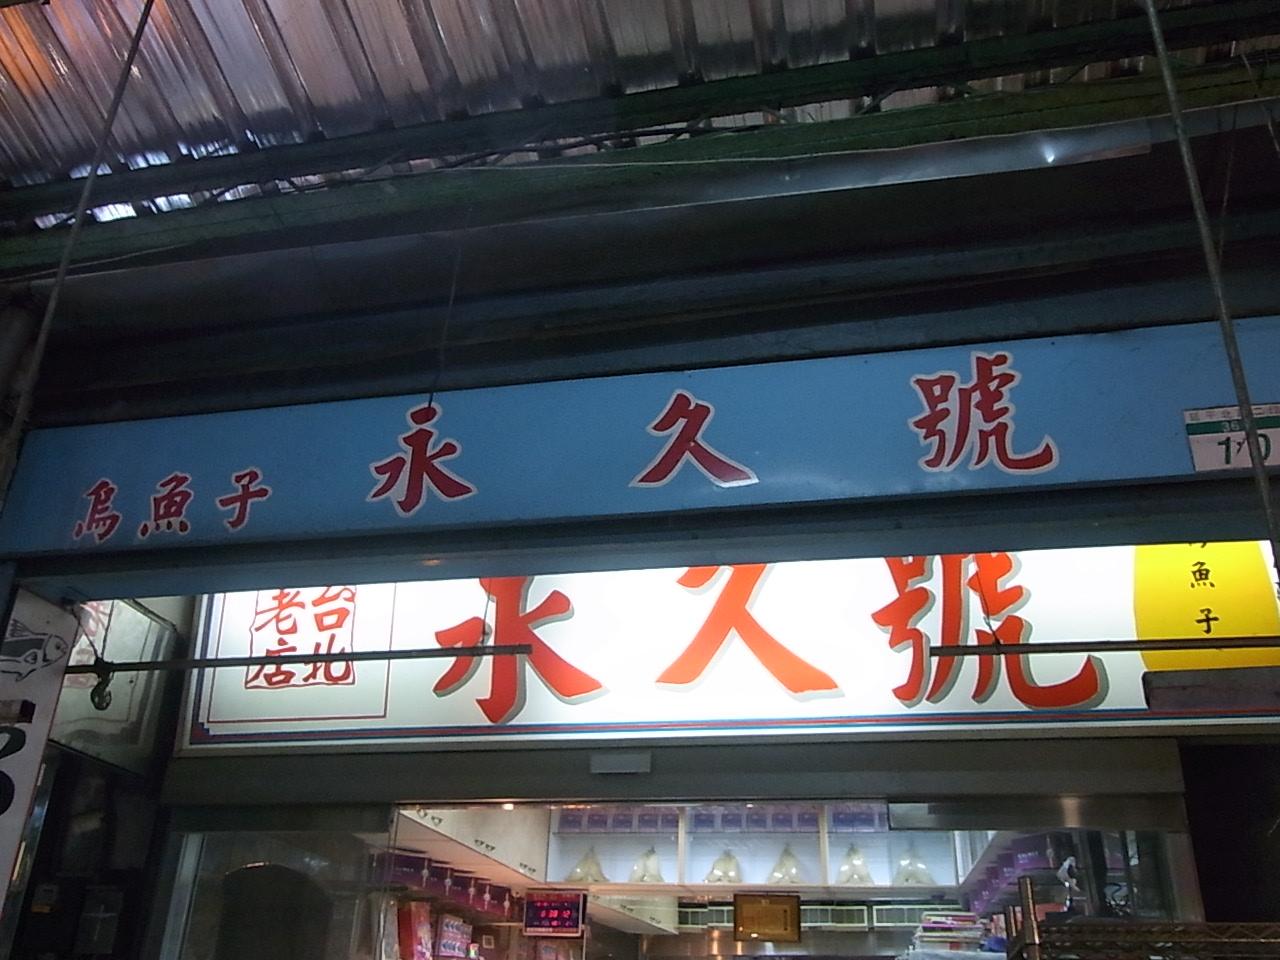 烏魚子 永久號
台北
老店
永久號
魚子